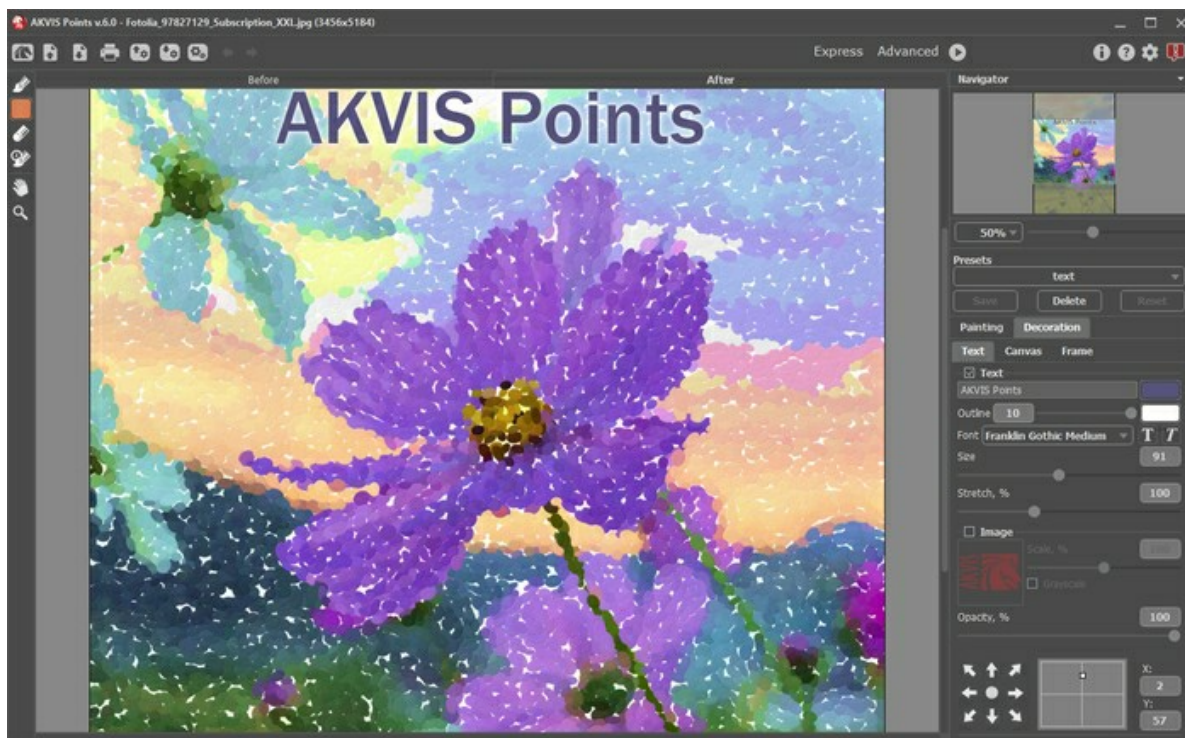 AKVIS Points v.6.0 - Fotolia_97827129_Subscription_XXL.jpg (3456x5184)
Express Advanced
Before After
Navigator
AKVIS Points
50%
Presets
text
Save Delete Reset
Painting Decoration
Text Canvas Frame
Text
AKVIS Points
Outline 10
Font Franklin Gothic Medium T T
Size 91
Stretch, % 100
Image
Scale, %
Grayscale
Opacity, % 100
X:
2
Y:
57